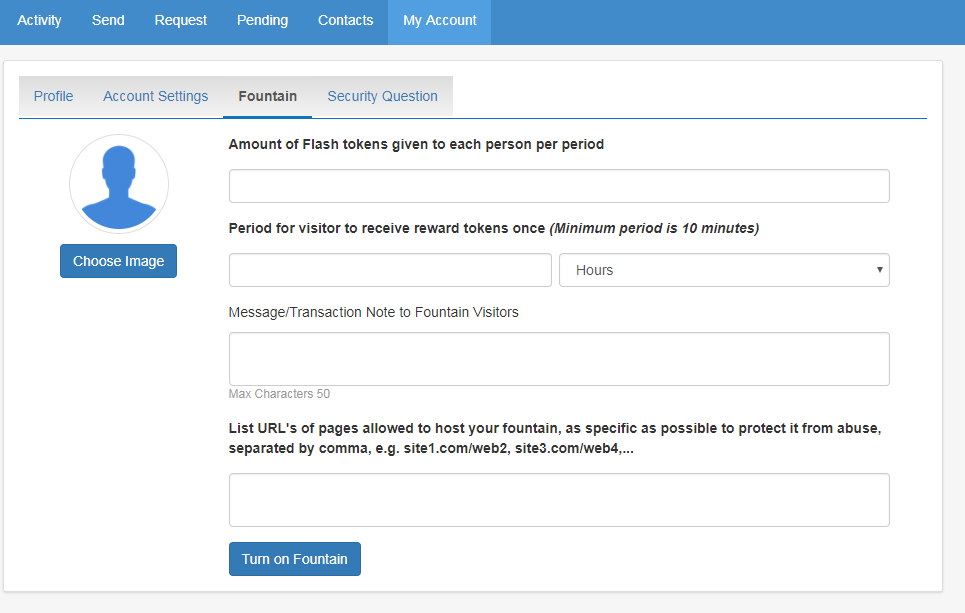 Activity Send Request Pending Contacts My Account
Profile Account Settings Fountain Security Question
Choose Image
Amount of Flash tokens given to each person per period
Period for visitor to receive reward tokens once (Minimum period is 10 minutes)
Hours
Message/Transaction Note to Fountain Visitors
Max Characters 50
List URL's of pages allowed to host your fountain, as specific as possible to protect it from abuse,
separated by comma, e.g. site1.com/web2, site3.com/web4,...
Turn on Fountain